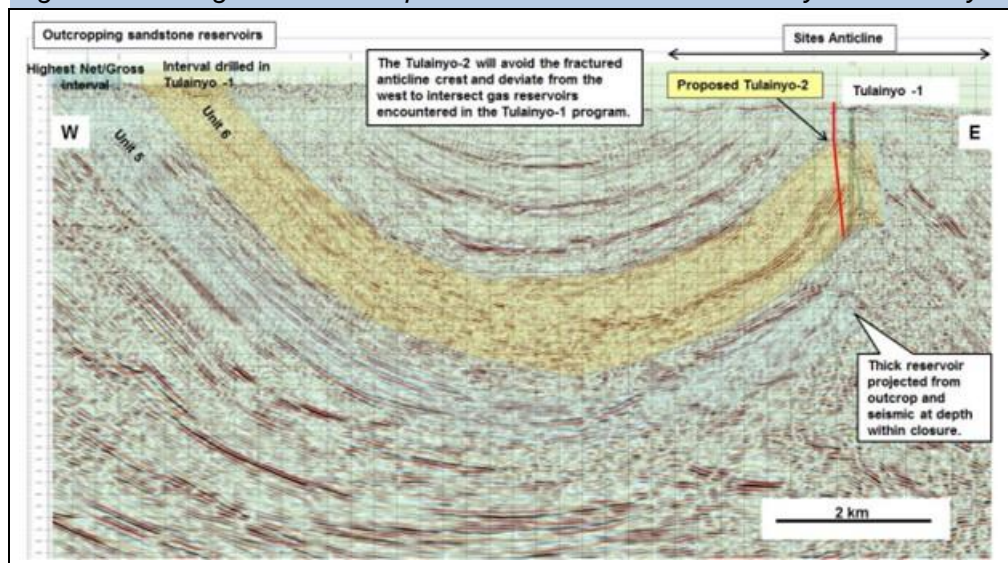 Outcropping sandstone reservoirs
Sites Anticline
Highest Net/Gross
interval
Interval drilled in
Tulainyo -1
The Tulainyo-2 will avoid the fractured
anticline crest and deviate from the
west to intersect gas reservoirs
encountered in the Tulainyo-1 program.
Proposed Tulainyo-2
Tulainyo -1
W
E
Unit 5
Unit 6
Thick reservoir
projected from
outcrop and
seismic at depth
within closure.
2 km